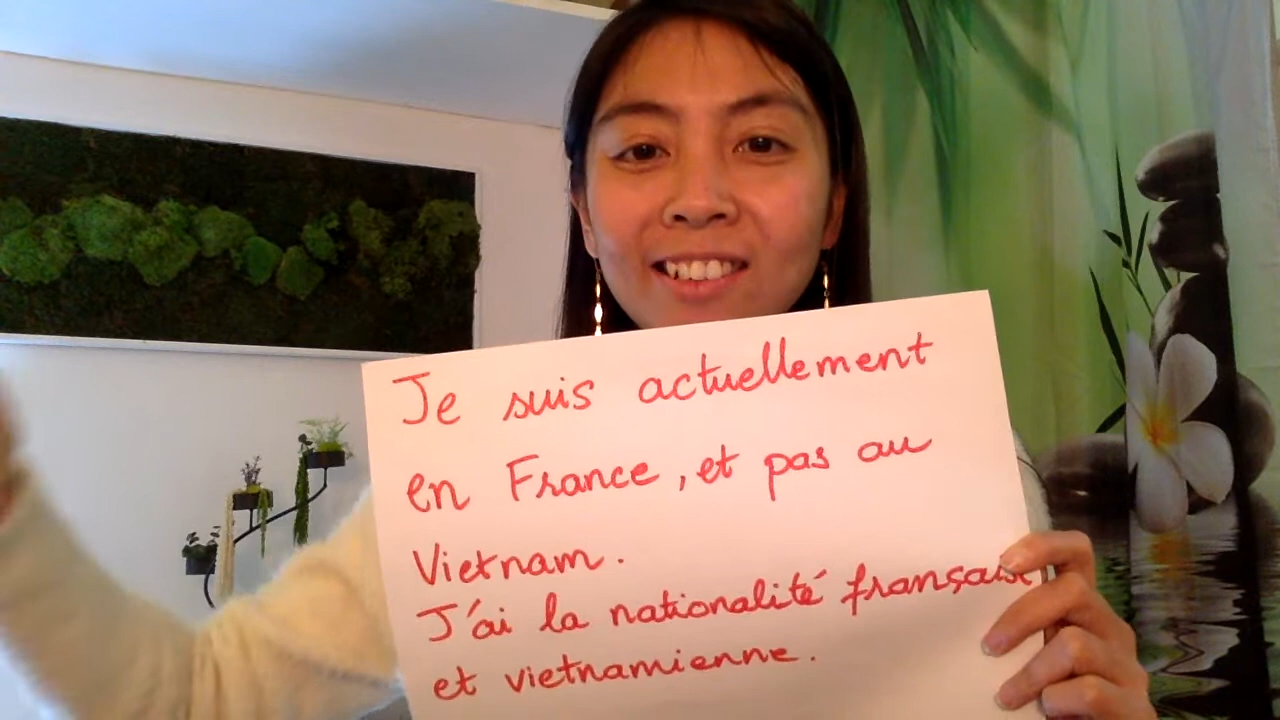 Je suis actuellement
en France, et pas au
Vietnam.
J'ai la nationalité française
et vietnamienne.